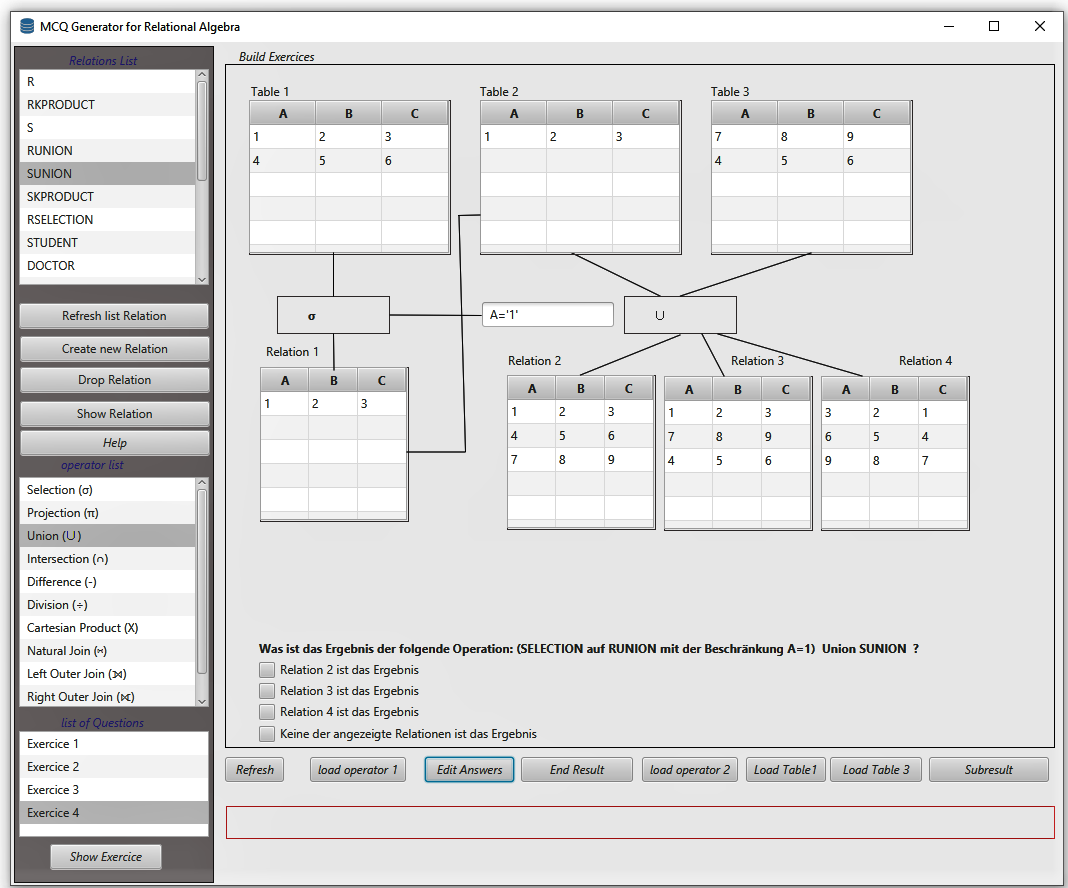 MCQ Generator for Relational Algebra
Relations List
R
RKPRODUCT
S
RUNION
SUNION
SKPRODUCT
RSELECTION
STUDENT
DOCTOR
Refresh list Relation
Create new Relation
Drop Relation
Show Relation
Help
operator list
Selection (σ)
Projection (π)
Union (∪)
Intersection (∩)
Difference (-)
Division (÷)
Cartesian Product (X)
Natural Join (⋈)
Left Outer Join (⟕)
Right Outer Join (⟖)
list of Questions
Exercice 1
Exercice 2
Exercice 3
Exercice 4
Show Exercice
Build Exercices
Table 1
A B C
1 2 3
4 5 6
Table 2
A B C
1 2 3
Table 3
A B C
7 8 9
4 5 6
σ
A='1'
∪
Relation 1
A B C
1 2 3
Relation 2
A B C
1 2 3
4 5 6
7 8 9
Relation 3
A B C
1 2 3
7 8 9
4 5 6
Relation 4
A B C
3 2 1
6 5 4
9 8 7
Was ist das Ergebnis der folgende Operation: (SELECTION auf RUNION mit der Beschränkung A=1) Union SUNION ?
Relation 2 ist das Ergebnis
Relation 3 ist das Ergebnis
Relation 4 ist das Ergebnis
Keine der angezeigte Relationen ist das Ergebnis
Refresh
load operator 1
Edit Answers
End Result
load operator 2
Load Table1
Load Table 3
Subresult